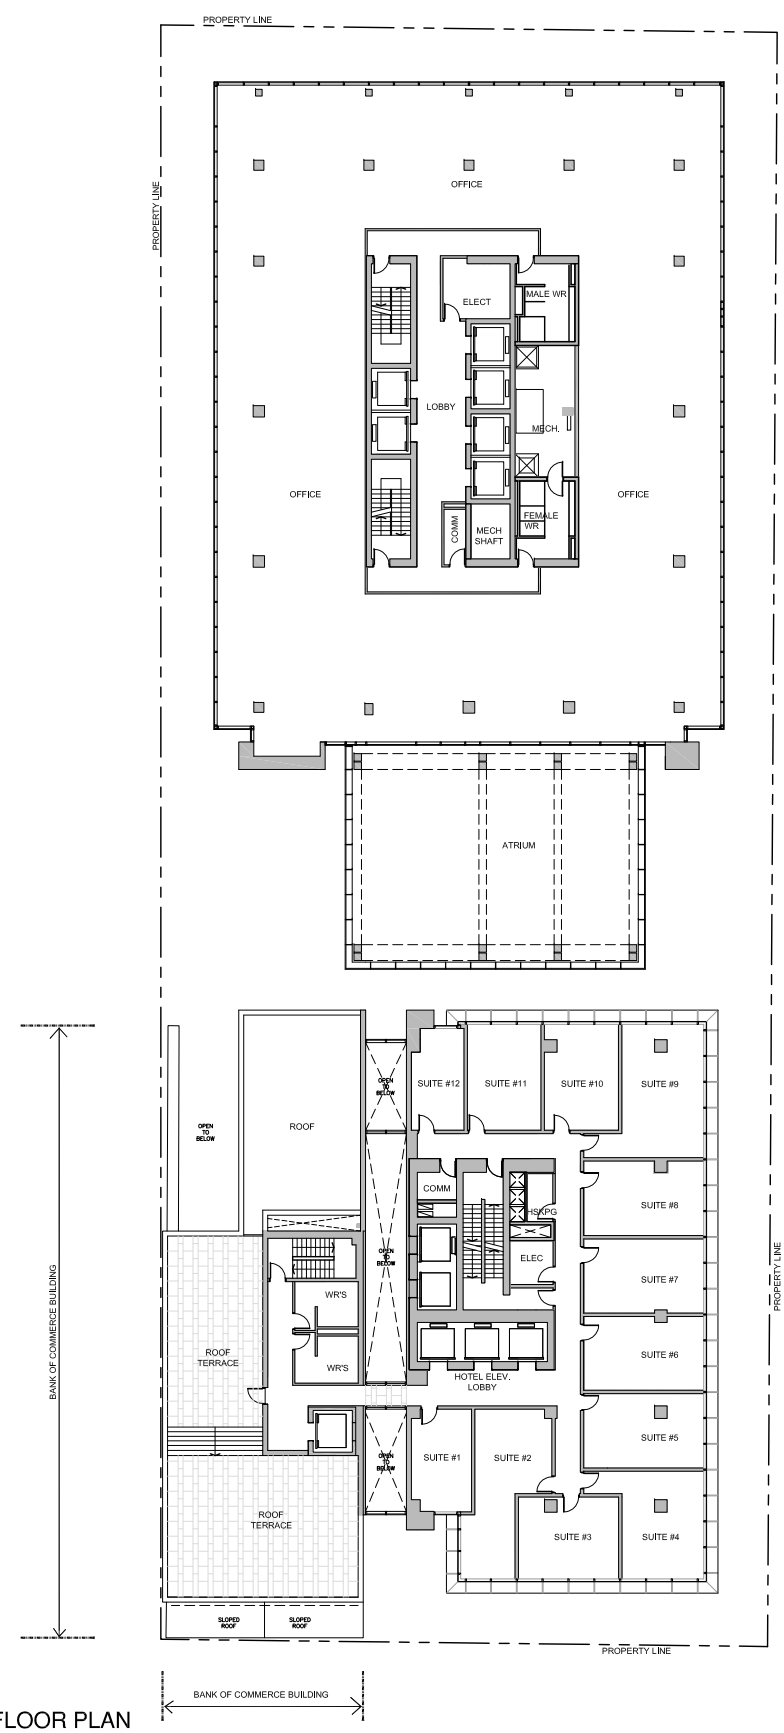 PROPERTY LINE
PROPERTY LINE
OFFICE
MALE WR
ELECT
LOBBY
MECH.
OFFICE
OFFICE
COMM
MECH
SHAFT
FEMALE
WR
ATRIUM
OPEN
TO
BELOW
ROOF
OPEN
TO
BELOW
SUITE #12
SUITE #11
SUITE #10
SUITE #9
COMM
HSKPG
SUITE #8
OPEN
TO
BELOW
ELEC
SUITE #7
PROPERTY LINE
WR'S
ROOF
TERRACE
WR'S
HOTEL ELEV.
LOBBY
SUITE #6
BANK OF COMMERCE BUILDING
OPEN
TO
BELOW
SUITE #1
SUITE #2
SUITE #5
ROOF
TERRACE
SUITE #3
SUITE #4
SLOPED
ROOF
SLOPED
ROOF
PROPERTY LINE
BANK OF COMMERCE BUILDING
FLOOR PLAN